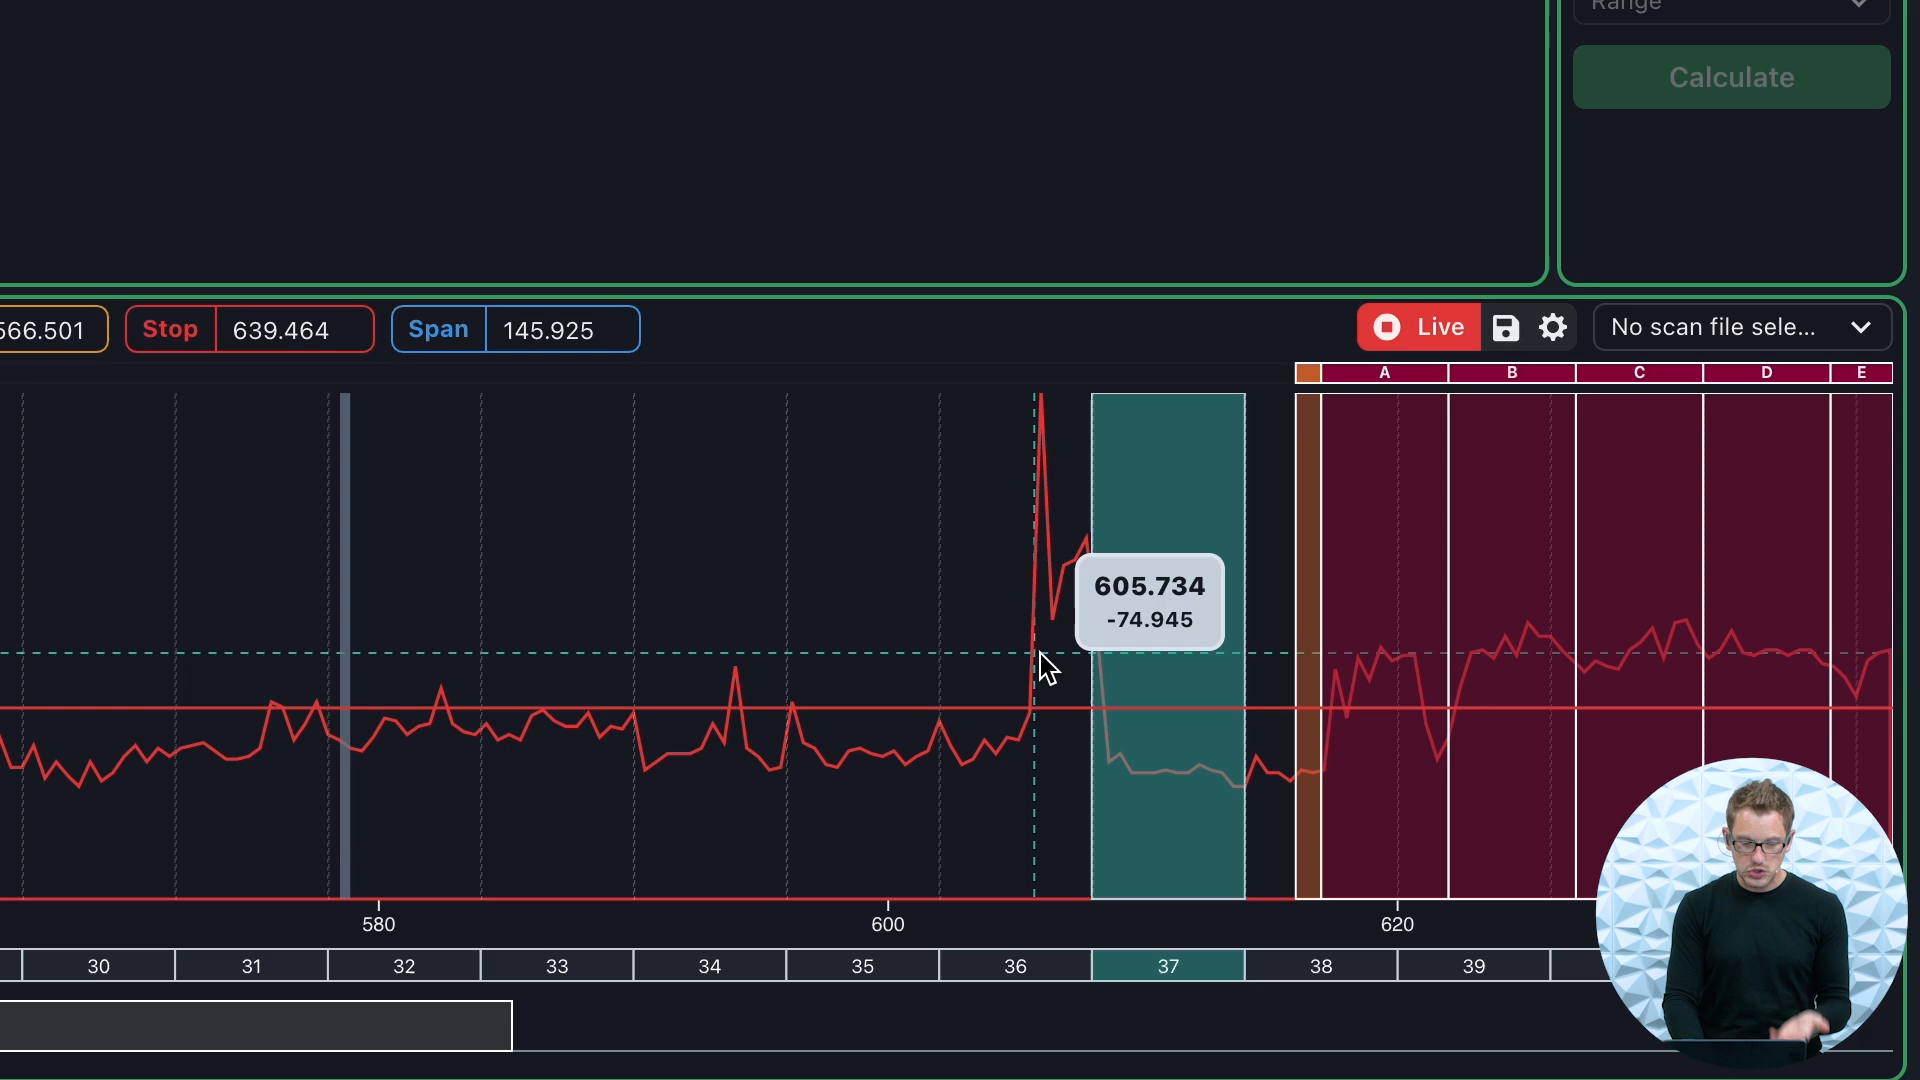 Range
Calculate
566.501
Stop 639.464
Span 145.925
Live
No scan file sele...
A B C D E
605.734
-74.945
580 600 620
30 31 32 33 34 35 36 37 38 39